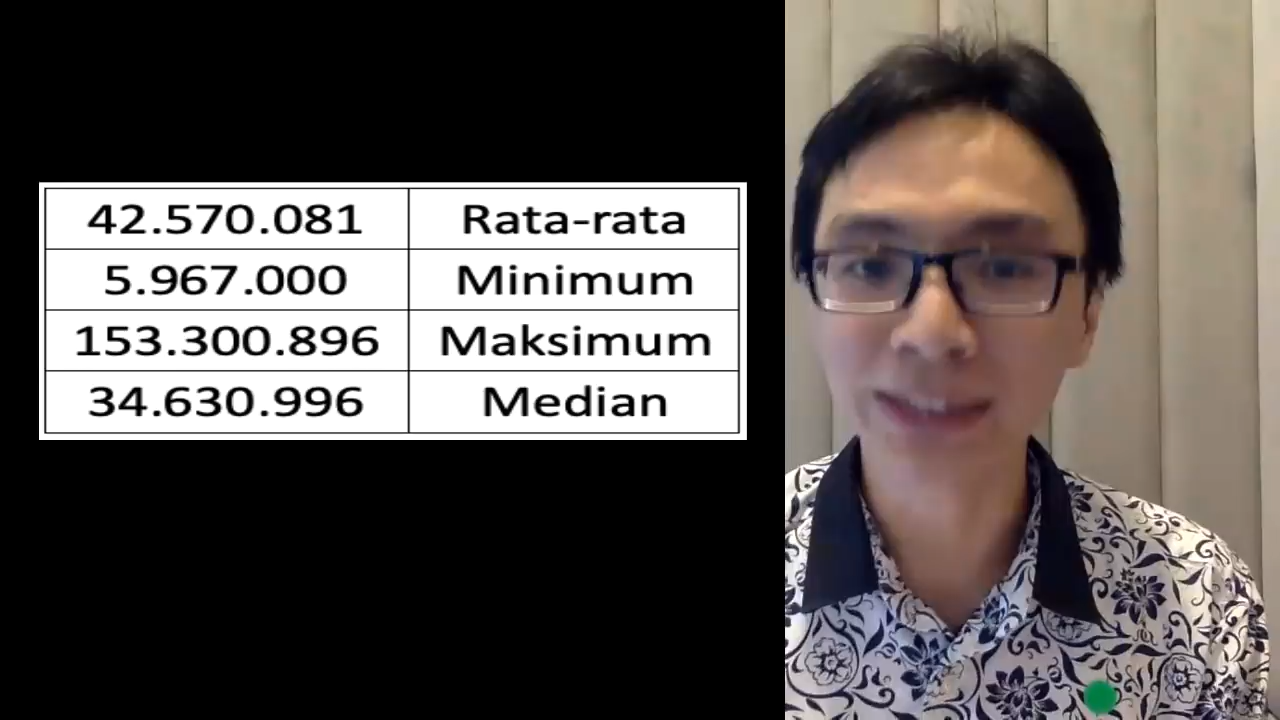 42.570.081 Rata-rata
5.967.000 Minimum
153.300.896 Maksimum
34.630.996 Median